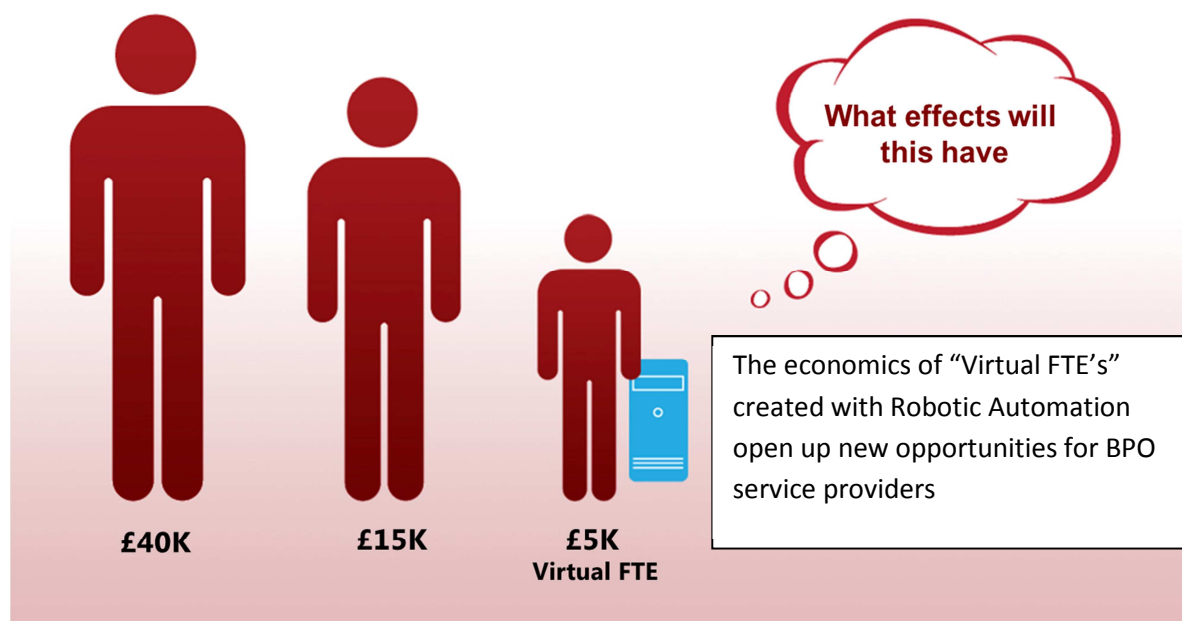 What effects will
this have
The economics of “Virtual FTE’s”
created with Robotic Automation
open up new opportunities for BPO
service providers
£40K
£15K
£5K
Virtual FTE